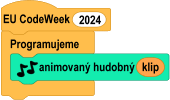 EU CodeWeek 2024
Programujeme
animovaný hudobný klip